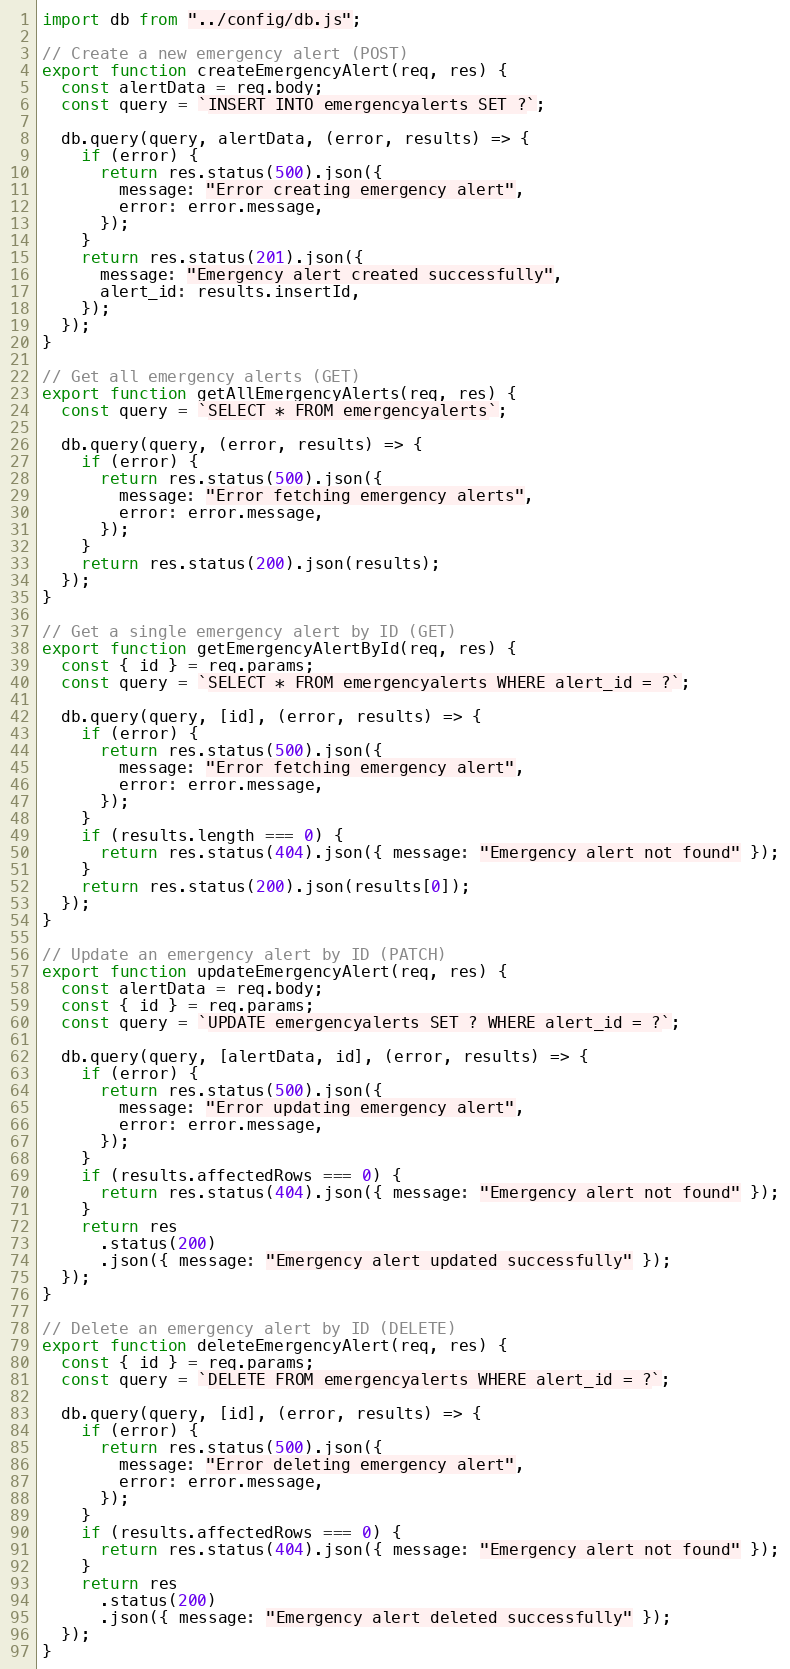 1 import db from "../config/db.js";
2
3 // Create a new emergency alert (POST)
4 export function createEmergencyAlert(req, res) {
5   const alertData = req.body;
6   const query = `INSERT INTO emergencyalerts SET ?`;
7
8   db.query(query, alertData, (error, results) => {
9     if (error) {
10       return res.status(500).json({
11         message: "Error creating emergency alert",
12         error: error.message,
13       });
14     }
15     return res.status(201).json({
16       message: "Emergency alert created successfully",
17       alert_id: results.insertId,
18     });
19   });
20 }
21
22 // Get all emergency alerts (GET)
23 export function getAllEmergencyAlerts(req, res) {
24   const query = `SELECT * FROM emergencyalerts`;
25
26   db.query(query, (error, results) => {
27     if (error) {
28       return res.status(500).json({
29         message: "Error fetching emergency alerts",
30         error: error.message,
31       });
32     }
33     return res.status(200).json(results);
34   });
35 }
36
37 // Get a single emergency alert by ID (GET)
38 export function getEmergencyAlertById(req, res) {
39   const { id } = req.params;
40   const query = `SELECT * FROM emergencyalerts WHERE alert_id = ?`;
41
42   db.query(query, [id], (error, results) => {
43     if (error) {
44       return res.status(500).json({
45         message: "Error fetching emergency alert",
46         error: error.message,
47       });
48     }
49     if (results.length === 0) {
50       return res.status(404).json({ message: "Emergency alert not found" });
51     }
52     return res.status(200).json(results[0]);
53   });
54 }
55
56 // Update an emergency alert by ID (PATCH)
57 export function updateEmergencyAlert(req, res) {
58   const alertData = req.body;
59   const { id } = req.params;
60   const query = `UPDATE emergencyalerts SET ? WHERE alert_id = ?`;
61
62   db.query(query, [alertData, id], (error, results) => {
63     if (error) {
64       return res.status(500).json({
65         message: "Error updating emergency alert",
66         error: error.message,
67       });
68     }
69     if (results.affectedRows === 0) {
70       return res.status(404).json({ message: "Emergency alert not found" });
71     }
72     return res
73       .status(200)
74       .json({ message: "Emergency alert updated successfully" });
75   });
76 }
77
78 // Delete an emergency alert by ID (DELETE)
79 export function deleteEmergencyAlert(req, res) {
80   const { id } = req.params;
81   const query = `DELETE FROM emergencyalerts WHERE alert_id = ?`;
82
83   db.query(query, [id], (error, results) => {
84     if (error) {
85       return res.status(500).json({
86         message: "Error deleting emergency alert",
87         error: error.message,
88       });
89     }
90     if (results.affectedRows === 0) {
91       return res.status(404).json({ message: "Emergency alert not found" });
92     }
93     return res
94       .status(200)
95       .json({ message: "Emergency alert deleted successfully" });
96   });
97 }